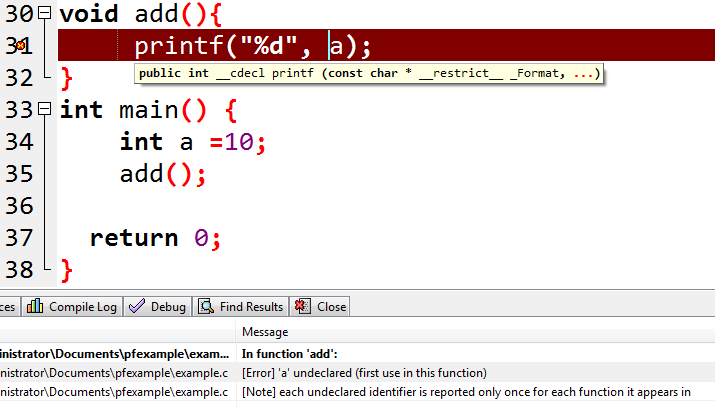 30 void add(){
31 printf("%d", a);
public int __cdecl printf (const char * __restrict__ _Format, ...)
32 }
33 int main() {
34 int a =10;
35 add();
36
37 return 0;
38 }
ces Compile Log Debug Find Results Close
Message
nistrator\Documents\pfexample\exam... In function 'add':
nistrator\Documents\pfexample\example.c [Error] 'a' undeclared (first use in this function)
nistrator\Documents\pfexample\example.c [Note] each undeclared identifier is reported only once for each function it appears in